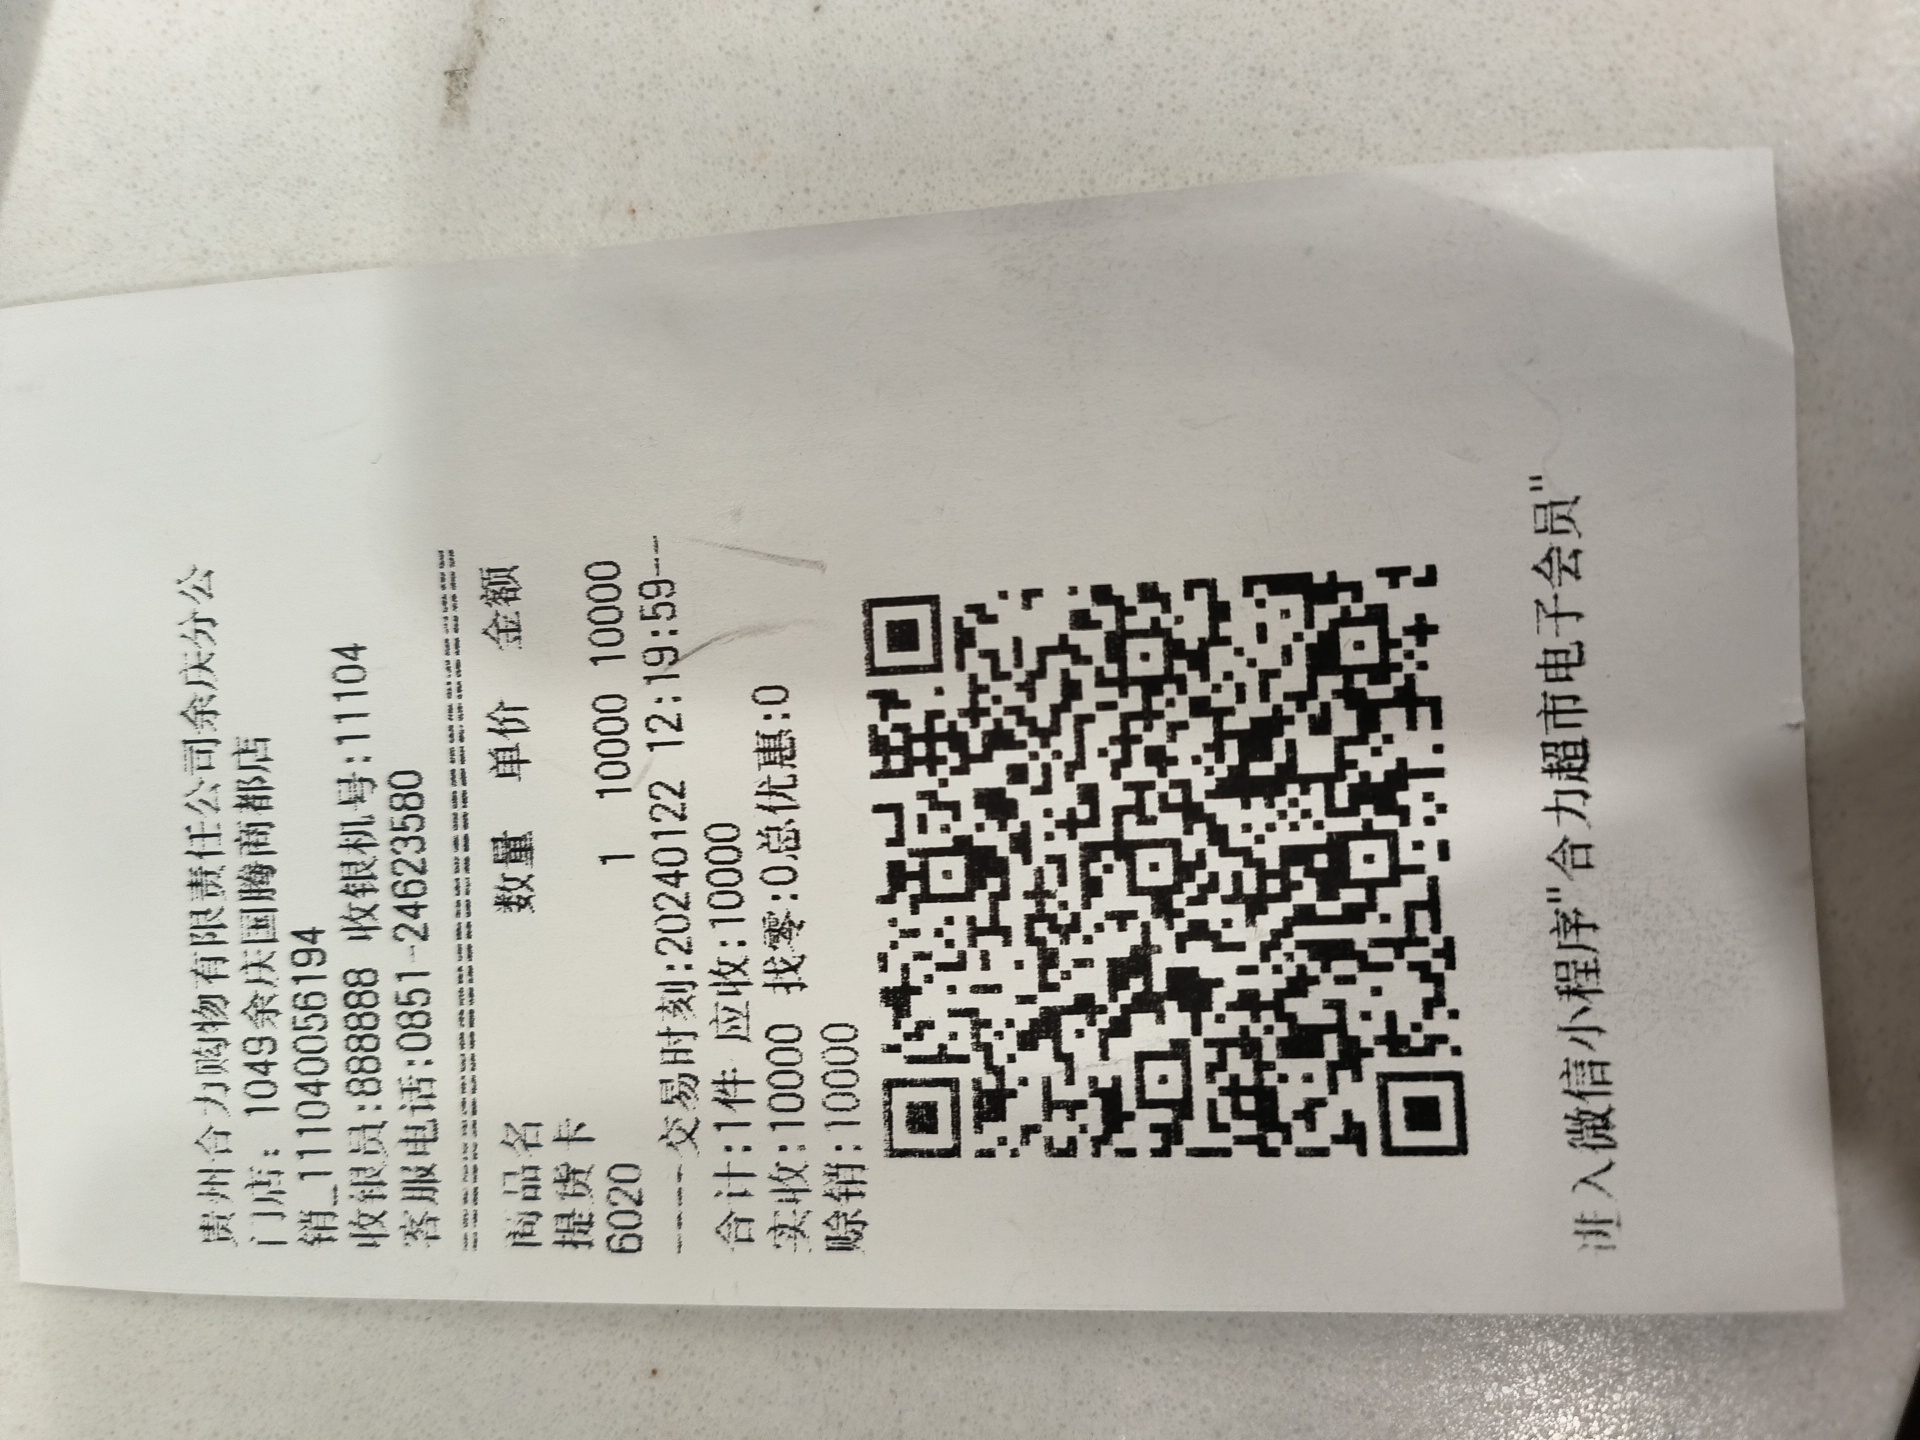 贵州合力购物有限责任公司余庆分公
门店: 1049余庆国腾商都店
销_111040056194
收银员:888888 收银机号:11104
客服电话:0851-24623580
================================
商品名 数量 单价 金额
提货卡
6020 1 10000 10000
----交易时刻:20240122 12:19:59--
合计:1件 应收:10000
实收:10000 找零:0总优惠:0
赊销:10000
进入微信小程序"合力超市电子会员"